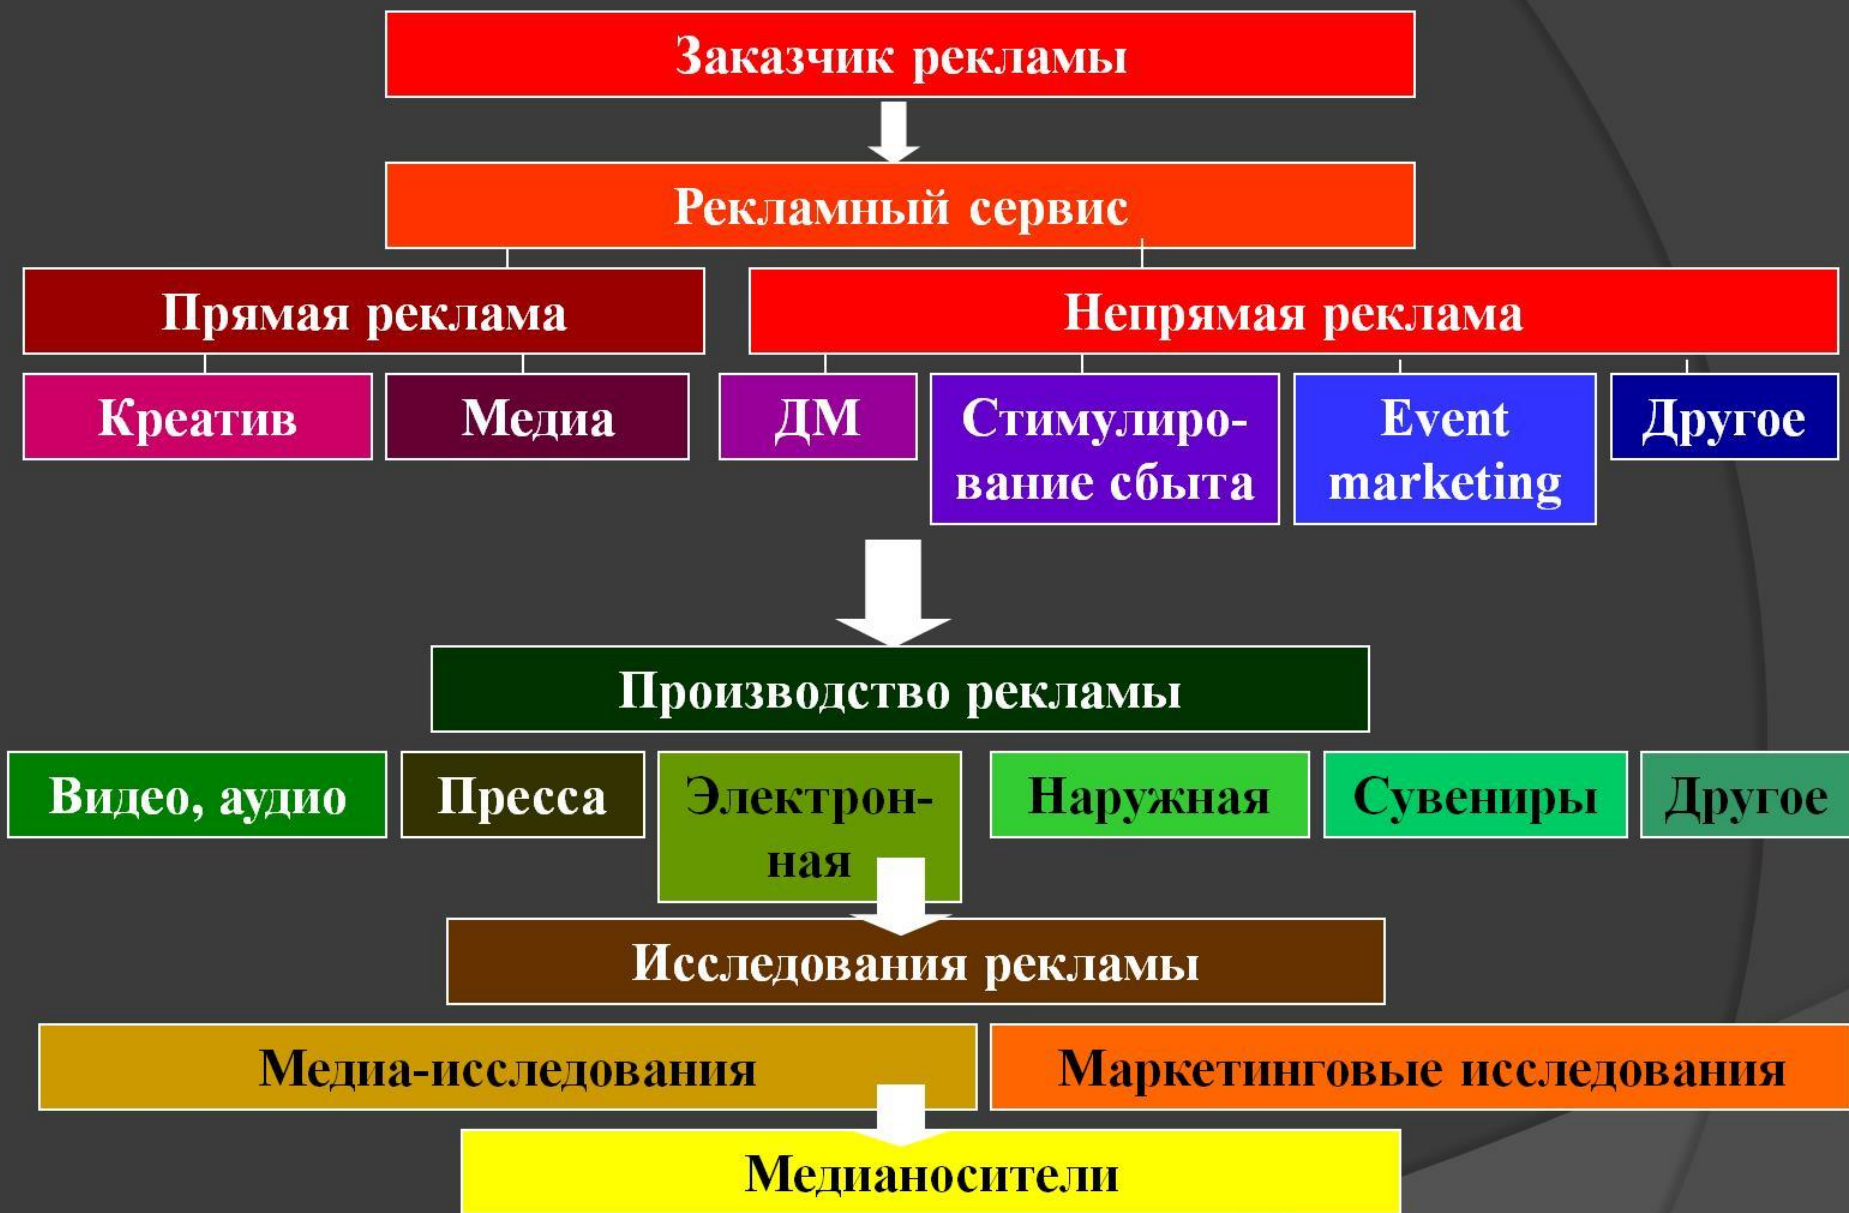 Заказчик рекламы
Рекламный сервис
Прямая реклама
Непрямая реклама
Креатив
Медиа
ДМ
Стимулиро-
вание сбыта
Event
marketing
Другое
Производство рекламы
Видео, аудио
Пресса
Электрон-
ная
Наружная
Сувениры
Другое
Исследования рекламы
Медиа-исследования
Маркетинговые исследования
Медианосители